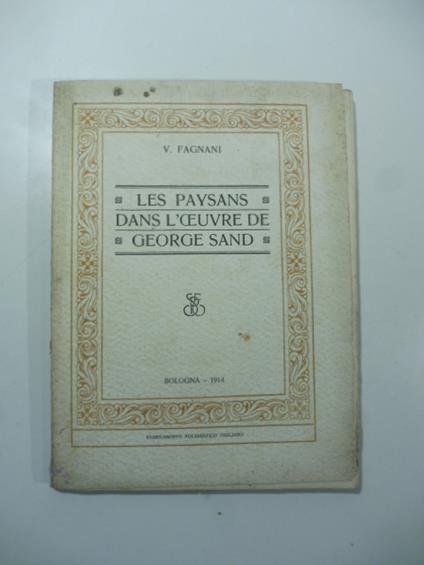 V. FAGNANI
LES PAYSANS
DANS L'ŒUVRE DE
GEORGE SAND
BOLOGNA - 1914
STABILIMENTO POLIGRAFICO EMILIANO